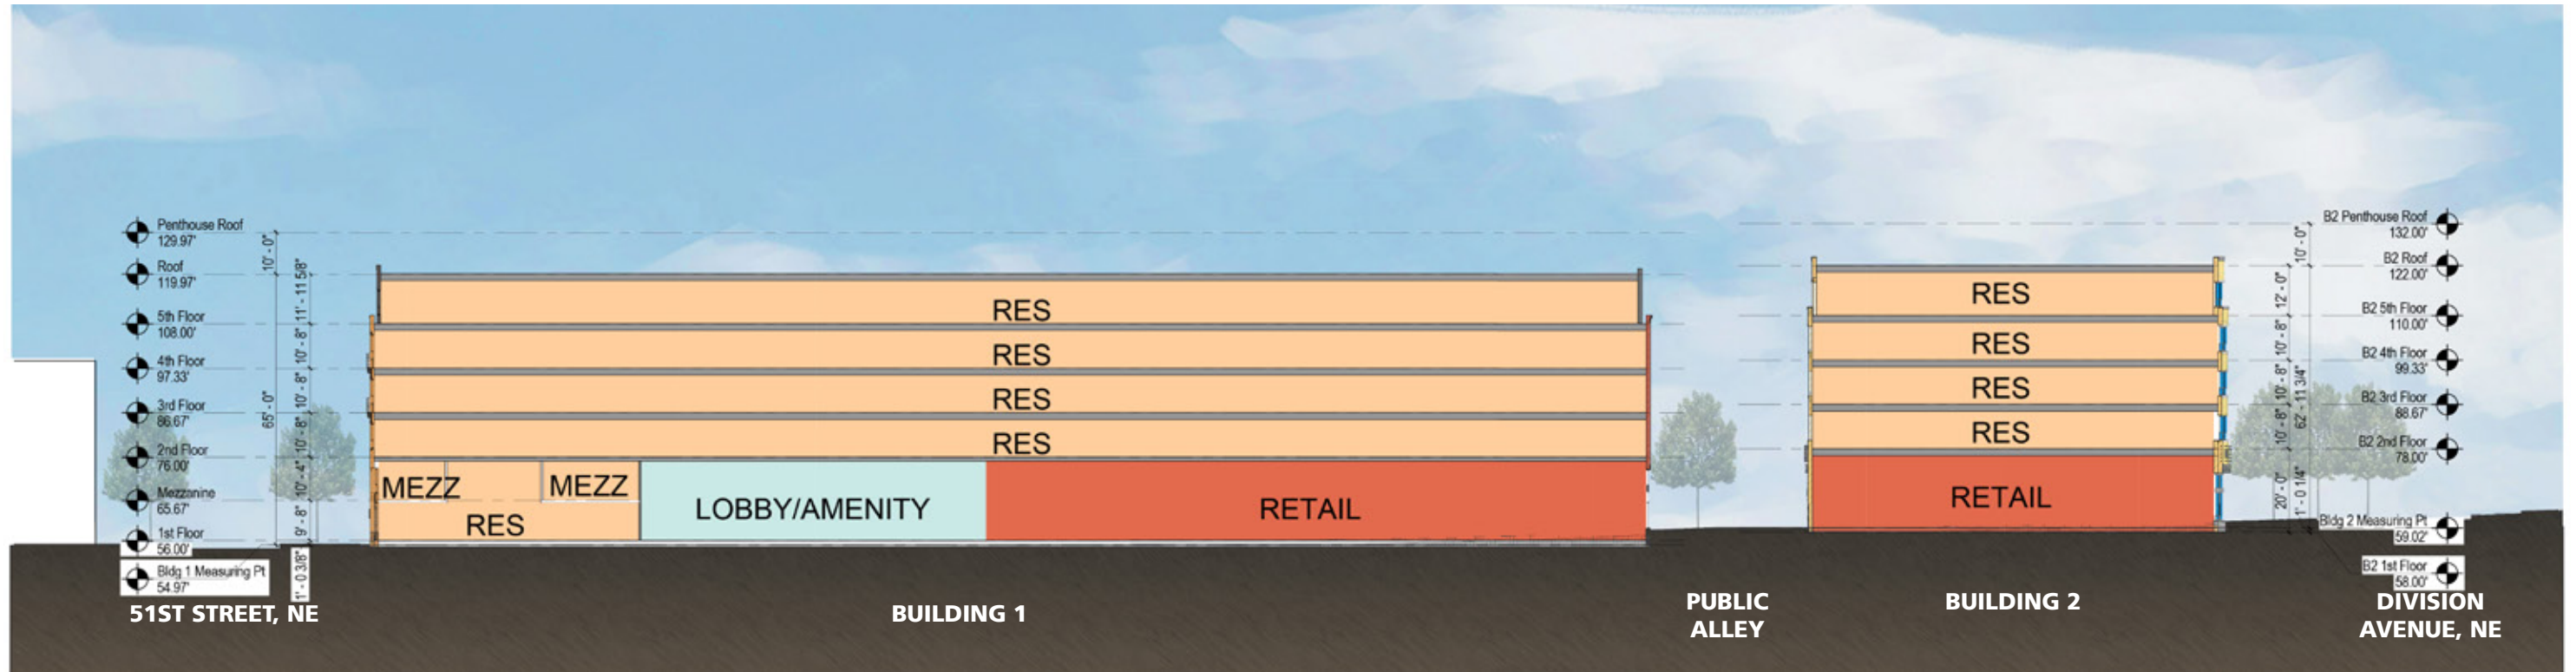 Penthouse Roof
129.97'
Roof
119.97'
5th Floor
108.00'
4th Floor
97.33'
3rd Floor
86.67'
2nd Floor
76.00'
Mezzanine
65.67'
1st Floor
56.00'
Bldg 1 Measuring Pt
54.97'
10' - 0"
65' - 0"
11' - 11 5/8"
10' - 8"
10' - 8"
10' - 8"
10' - 4"
9' - 8"
1' - 0 3/8"
RES
RES
RES
RES
MEZZ
MEZZ
RES
LOBBY/AMENITY
RETAIL
RES
RES
RES
RES
RETAIL
10' - 0"
12' - 0"
10' - 8"
10' - 8"
10' - 8"
20' - 0"
62' - 11 3/4"
1' - 0 1/4"
B2 Penthouse Roof
132.00'
B2 Roof
122.00'
B2 5th Floor
110.00'
B2 4th Floor
99.33'
B2 3rd Floor
88.67'
B2 2nd Floor
78.00'
Bldg 2 Measuring Pt
59.02'
B2 1st Floor
58.00'
51ST STREET, NE
BUILDING 1
PUBLIC
ALLEY
BUILDING 2
DIVISION
AVENUE, NE